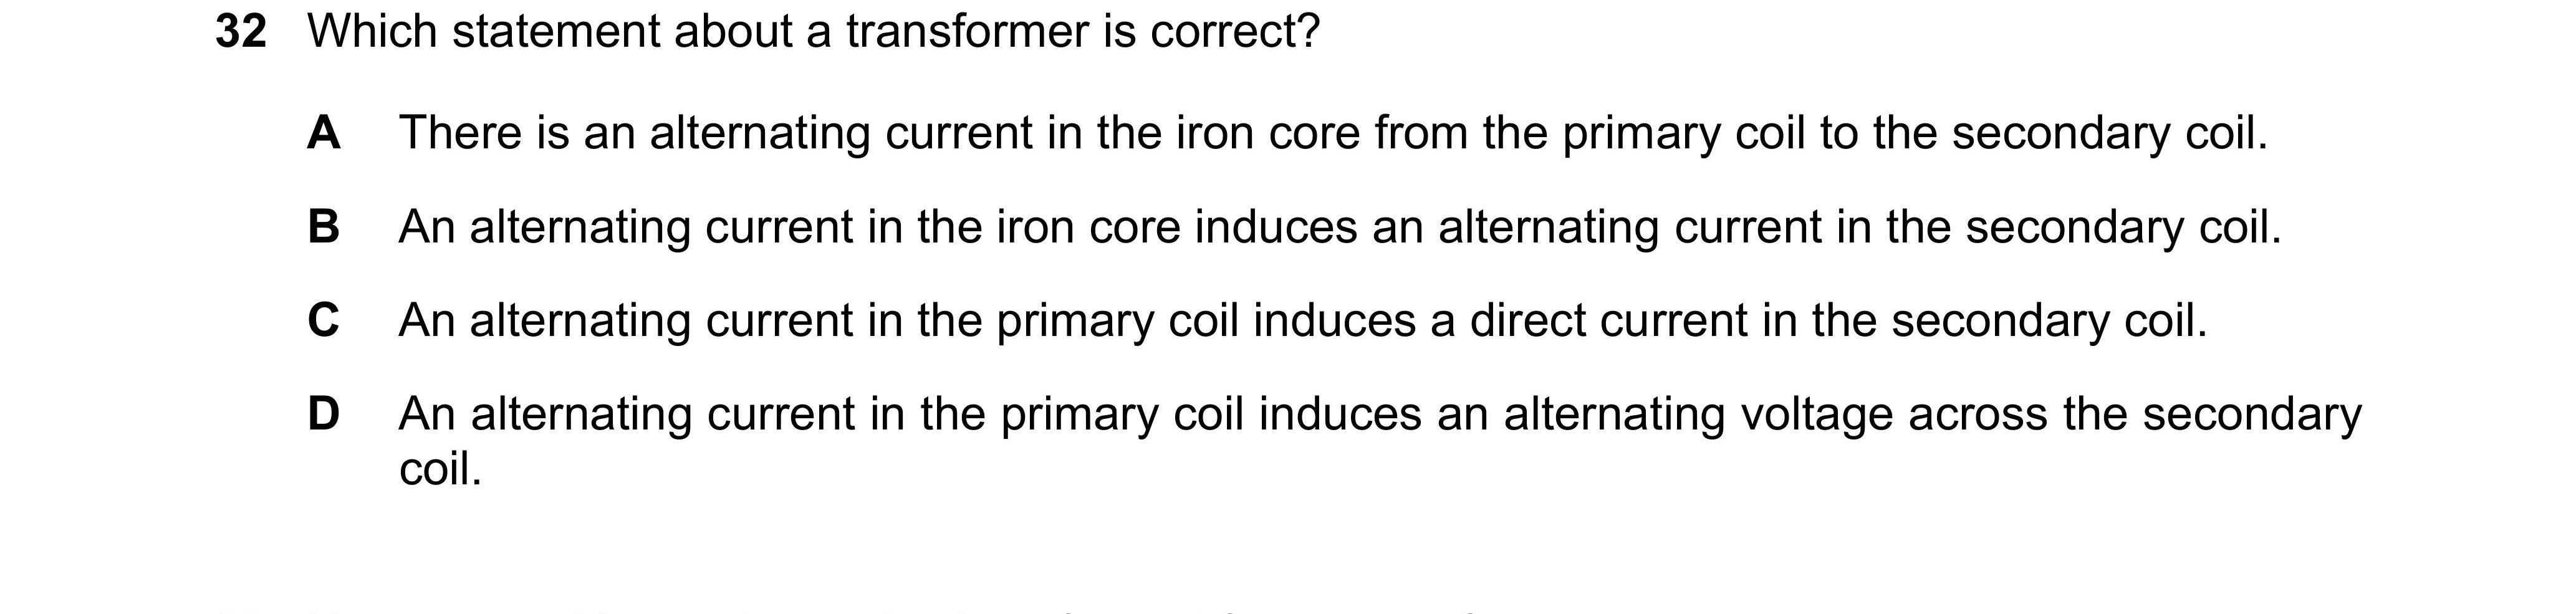 32 Which statement about a transformer is correct?
A There is an alternating current in the iron core from the primary coil to the secondary coil.
B An alternating current in the iron core induces an alternating current in the secondary coil.
C An alternating current in the primary coil induces a direct current in the secondary coil.
D An alternating current in the primary coil induces an alternating voltage across the secondary
coil.